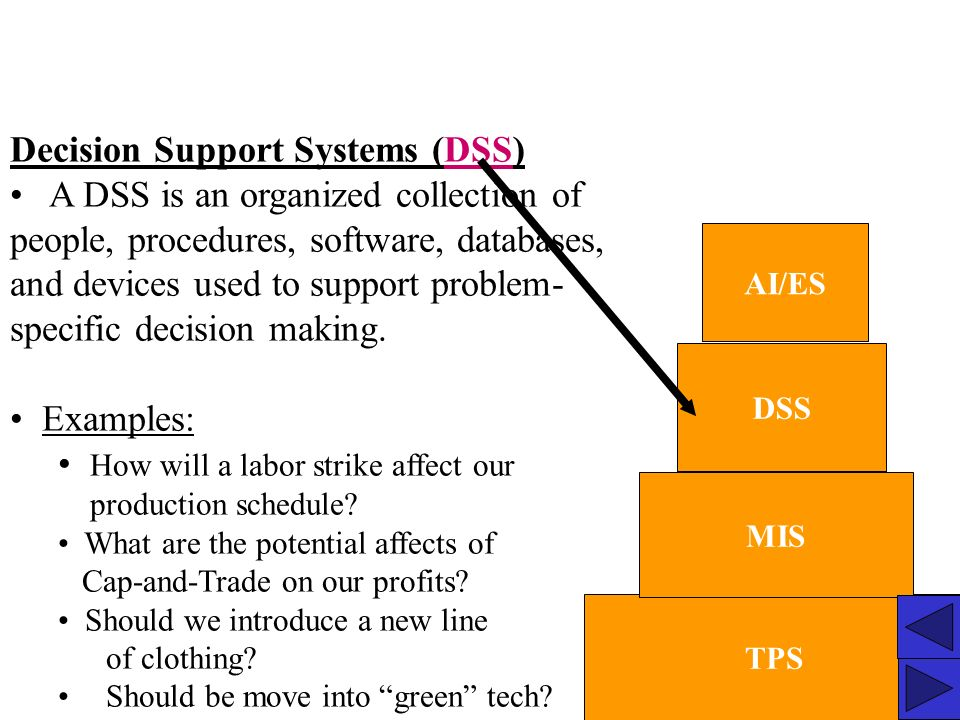 Decision Support Systems (DSS)
• A DSS is an organized collection of
people, procedures, software, databases,
and devices used to support problem-
specific decision making.
• Examples:
• How will a labor strike affect our
production schedule?
• What are the potential affects of
Cap-and-Trade on our profits?
• Should we introduce a new line
of clothing?
• Should be move into “green” tech?
AI/ES
DSS
MIS
TPS